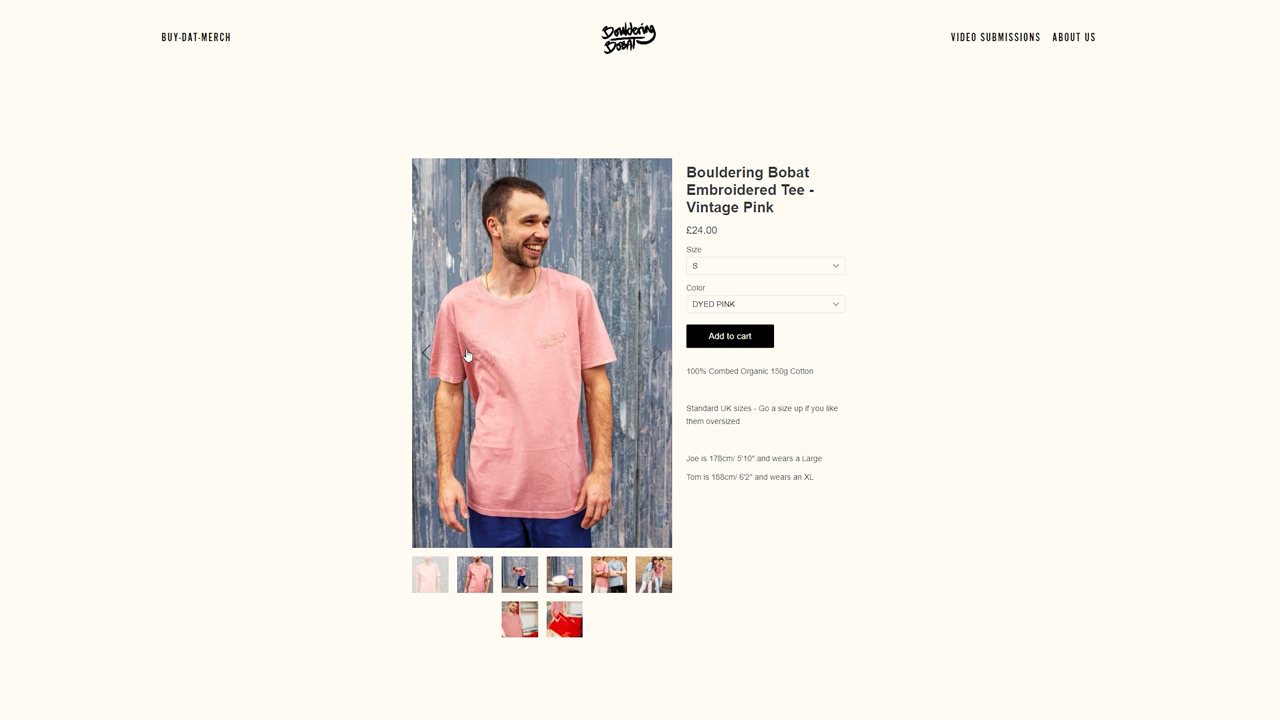 BUY-DAT-MERCH
Bouldering
Bobat
VIDEO SUBMISSIONS
ABOUT US
Bouldering Bobat
Embroidered Tee -
Vintage Pink
£24.00
Size
S
Color
DYED PINK
Add to cart
100% Combed Organic 150g Cotton
Standard UK sizes - Go a size up if you like
them oversized
Joe is 178cm/ 5'10" and wears a Large
Tom is 188cm/ 6'2" and wears an XL